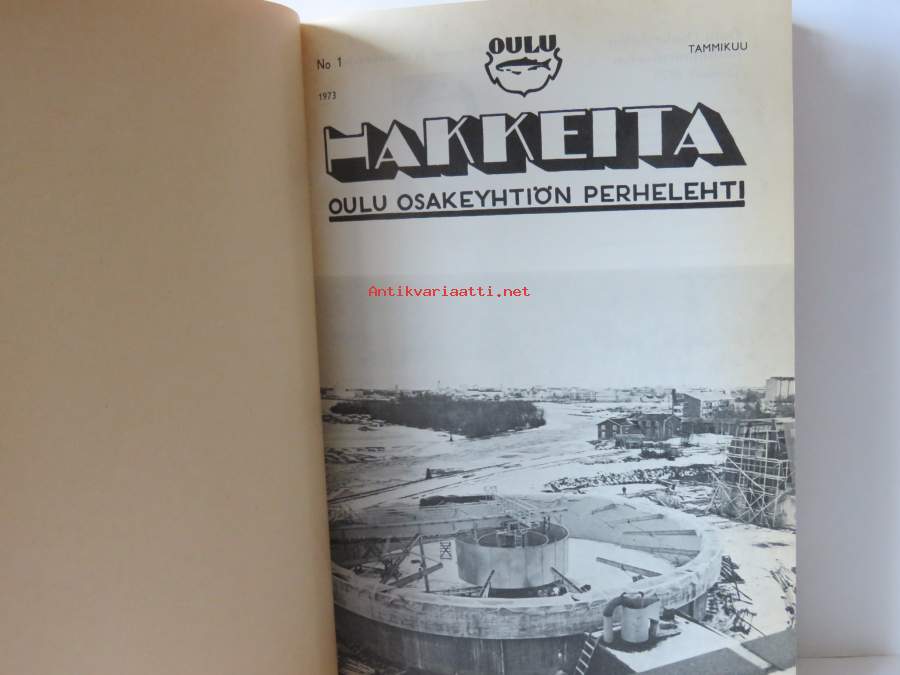 OULU
No 1
TAMMIKUU
1973
HAKKEITA
OULU OSAKEYHTIÖN PERHELEHTI
Antikvariaatti.net